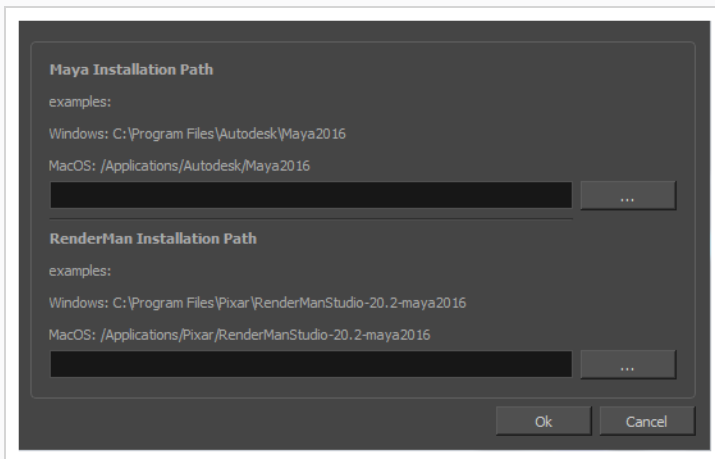 Maya Installation Path
examples:
Windows: C:\Program Files\Autodesk\Maya2016
MacOS: /Applications/Autodesk/Maya2016
...
RenderMan Installation Path
examples:
Windows: C:\Program Files\Pixar\RenderManStudio-20.2-maya2016
MacOS: /Applications/Pixar/RenderManStudio-20.2-maya2016
...
Ok Cancel